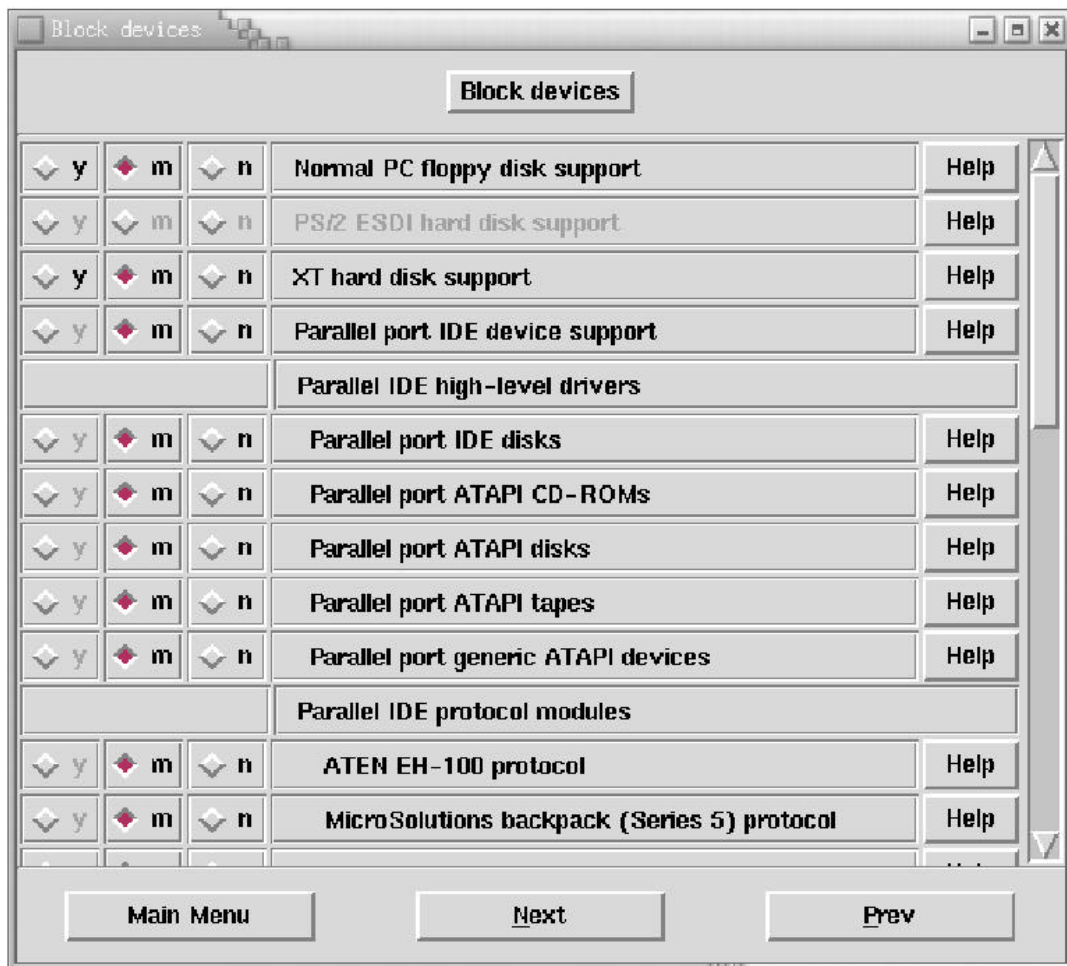 Block devices
Block devices
y m n Normal PC floppy disk support Help
y m n PS/2 ESDI hard disk support Help
y m n XT hard disk support Help
y m n Parallel port IDE device support Help
Parallel IDE high-level drivers
y m n Parallel port IDE disks Help
y m n Parallel port ATAPI CD-ROMs Help
y m n Parallel port ATAPI disks Help
y m n Parallel port ATAPI tapes Help
y m n Parallel port generic ATAPI devices Help
Parallel IDE protocol modules
y m n ATEN EH-100 protocol Help
y m n MicroSolutions backpack (Series 5) protocol Help
Main Menu Next Prev